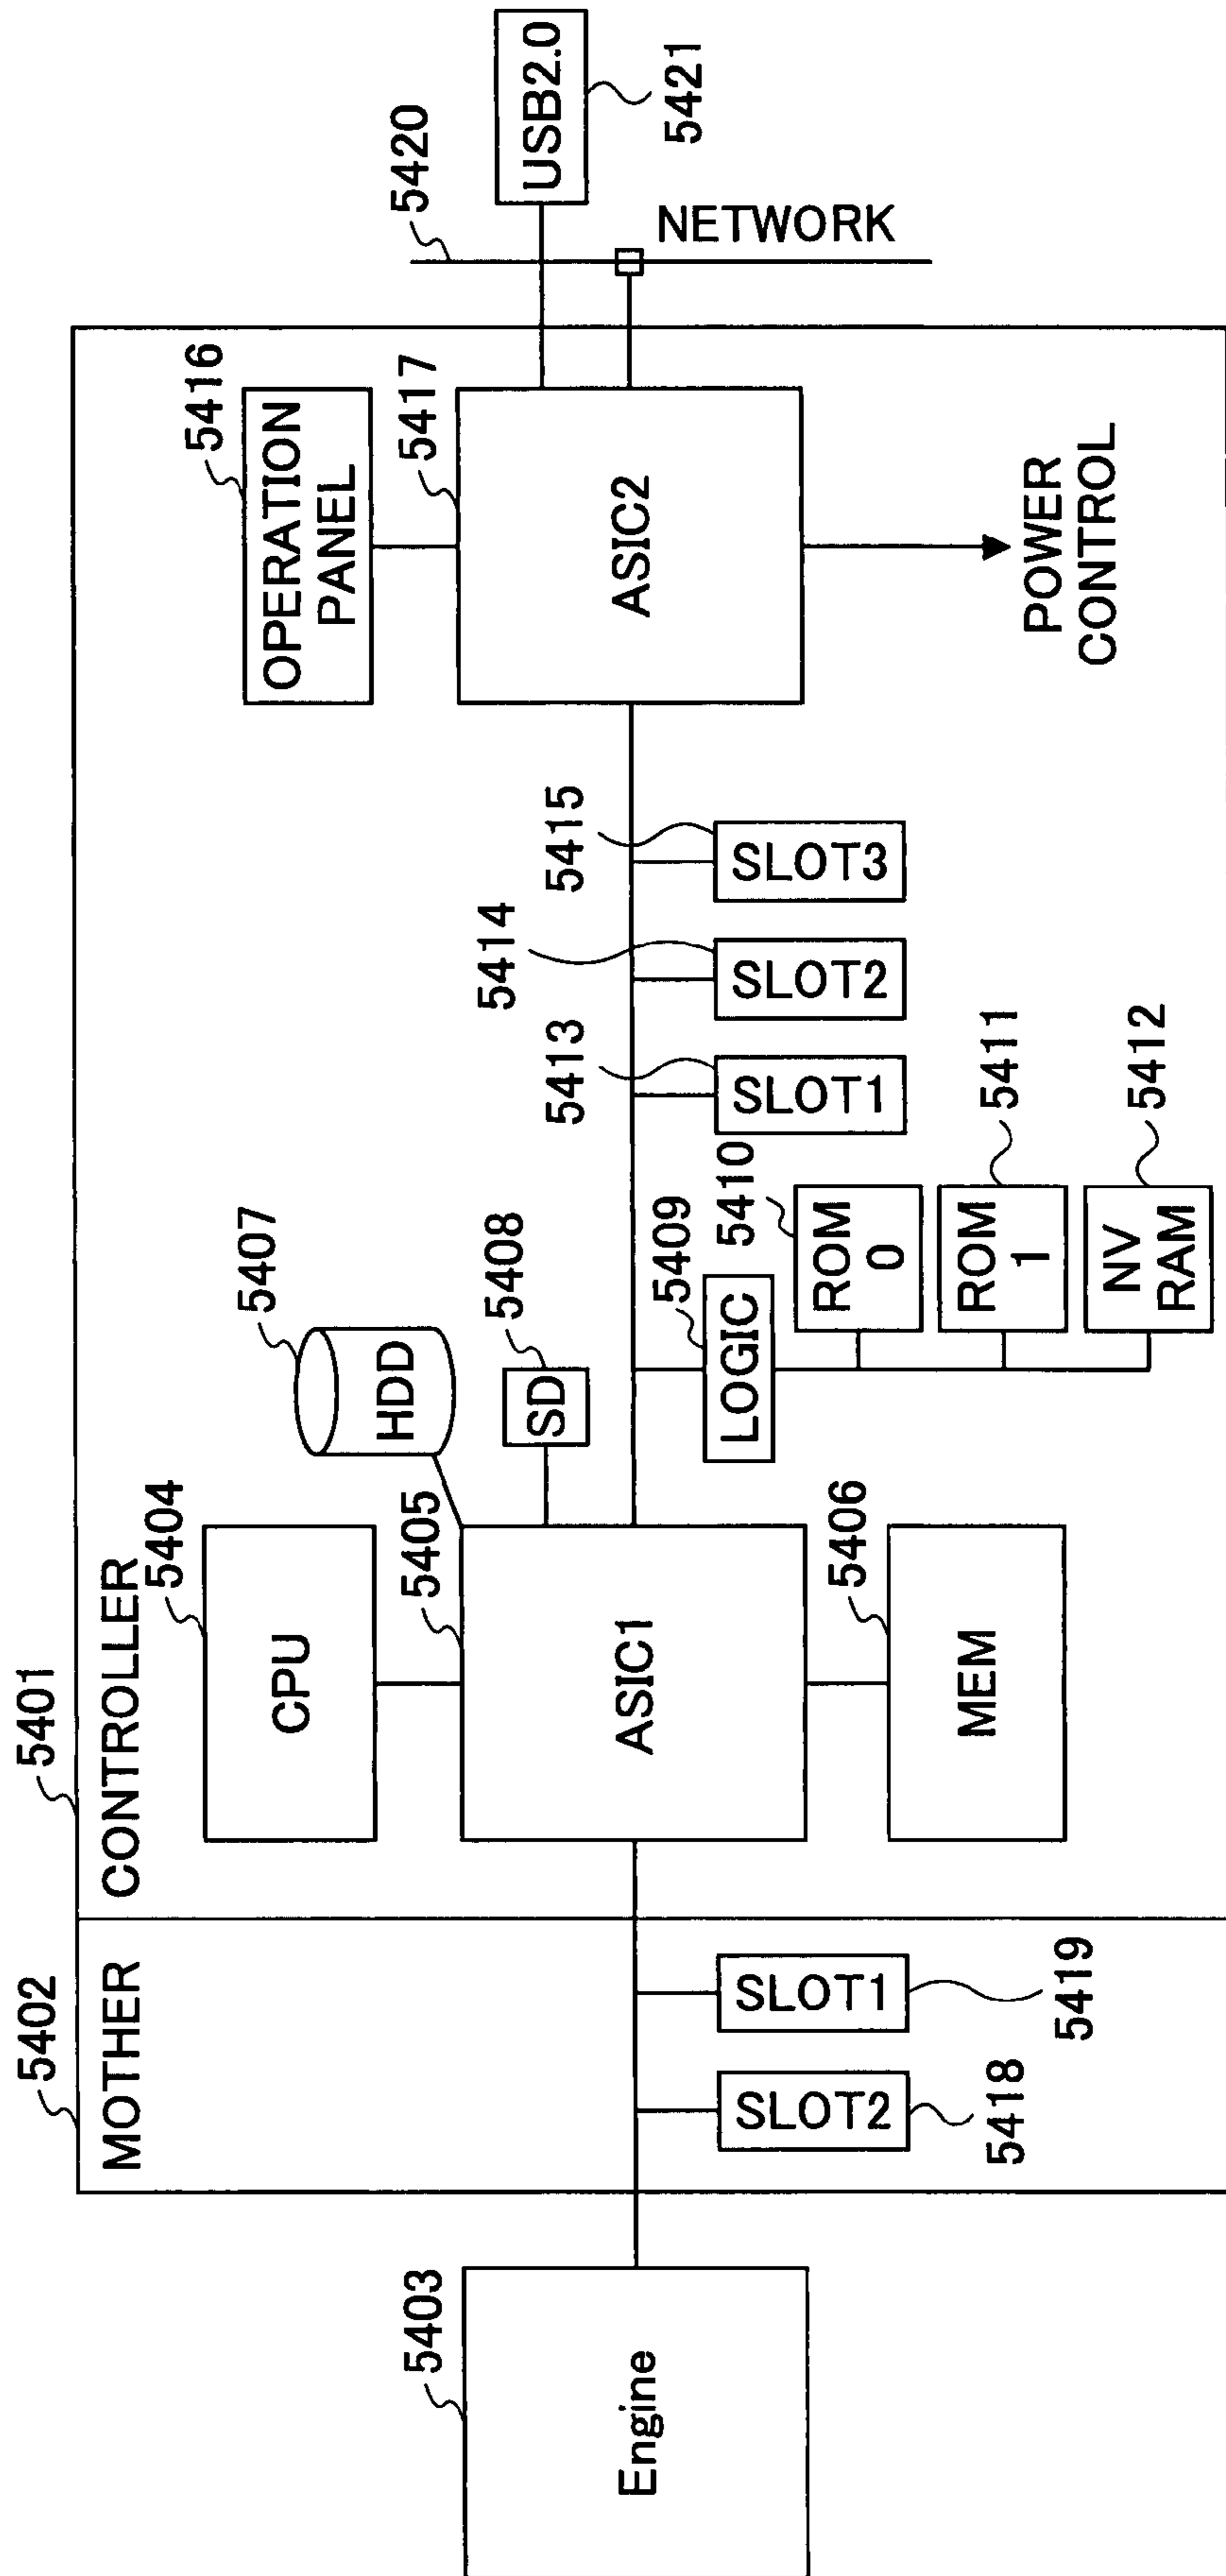 5402
MOTHER
5401
CONTROLLER
5403
Engine
SLOT2
5418
SLOT1
5419
5404
CPU
5405
ASIC1
5406
MEM
5407
HDD
5408
SD
5409
LOGIC
5410
ROM
0
5411
ROM
1
5412
NV
RAM
5413
SLOT1
5414
SLOT2
5415
SLOT3
5416
OPERATION
PANEL
5417
ASIC2
POWER
CONTROL
5420
NETWORK
USB2.0
5421